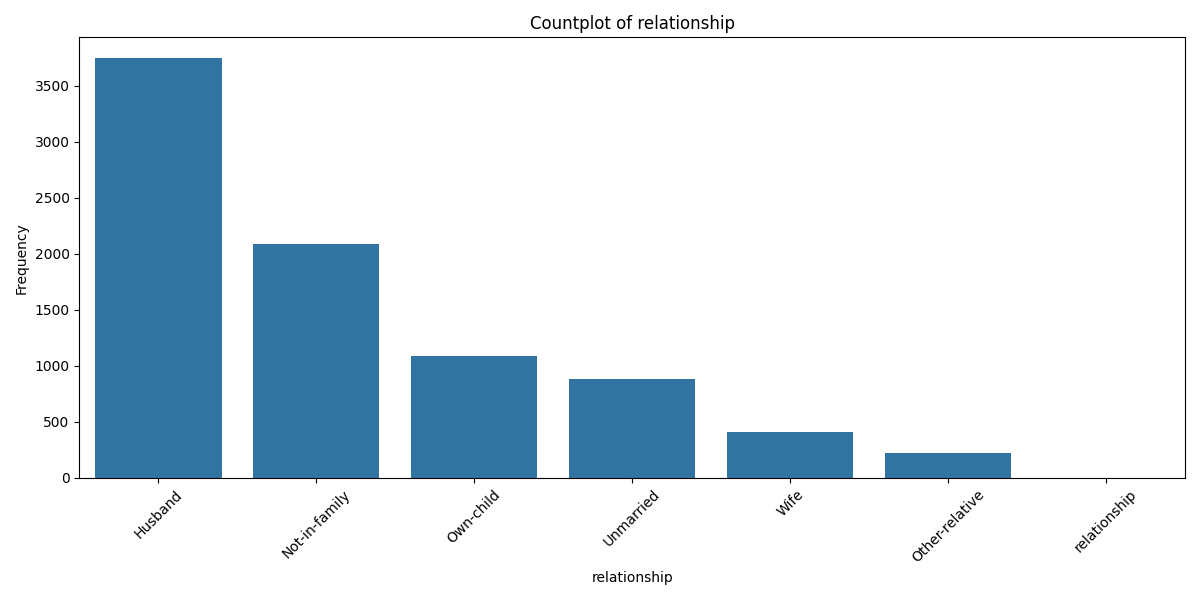 Countplot of relationship
Frequency
3500
3000
2500
2000
1500
1000
500
0
Husband
Not-in-family
Own-child
Unmarried
Wife
Other-relative
relationship
relationship